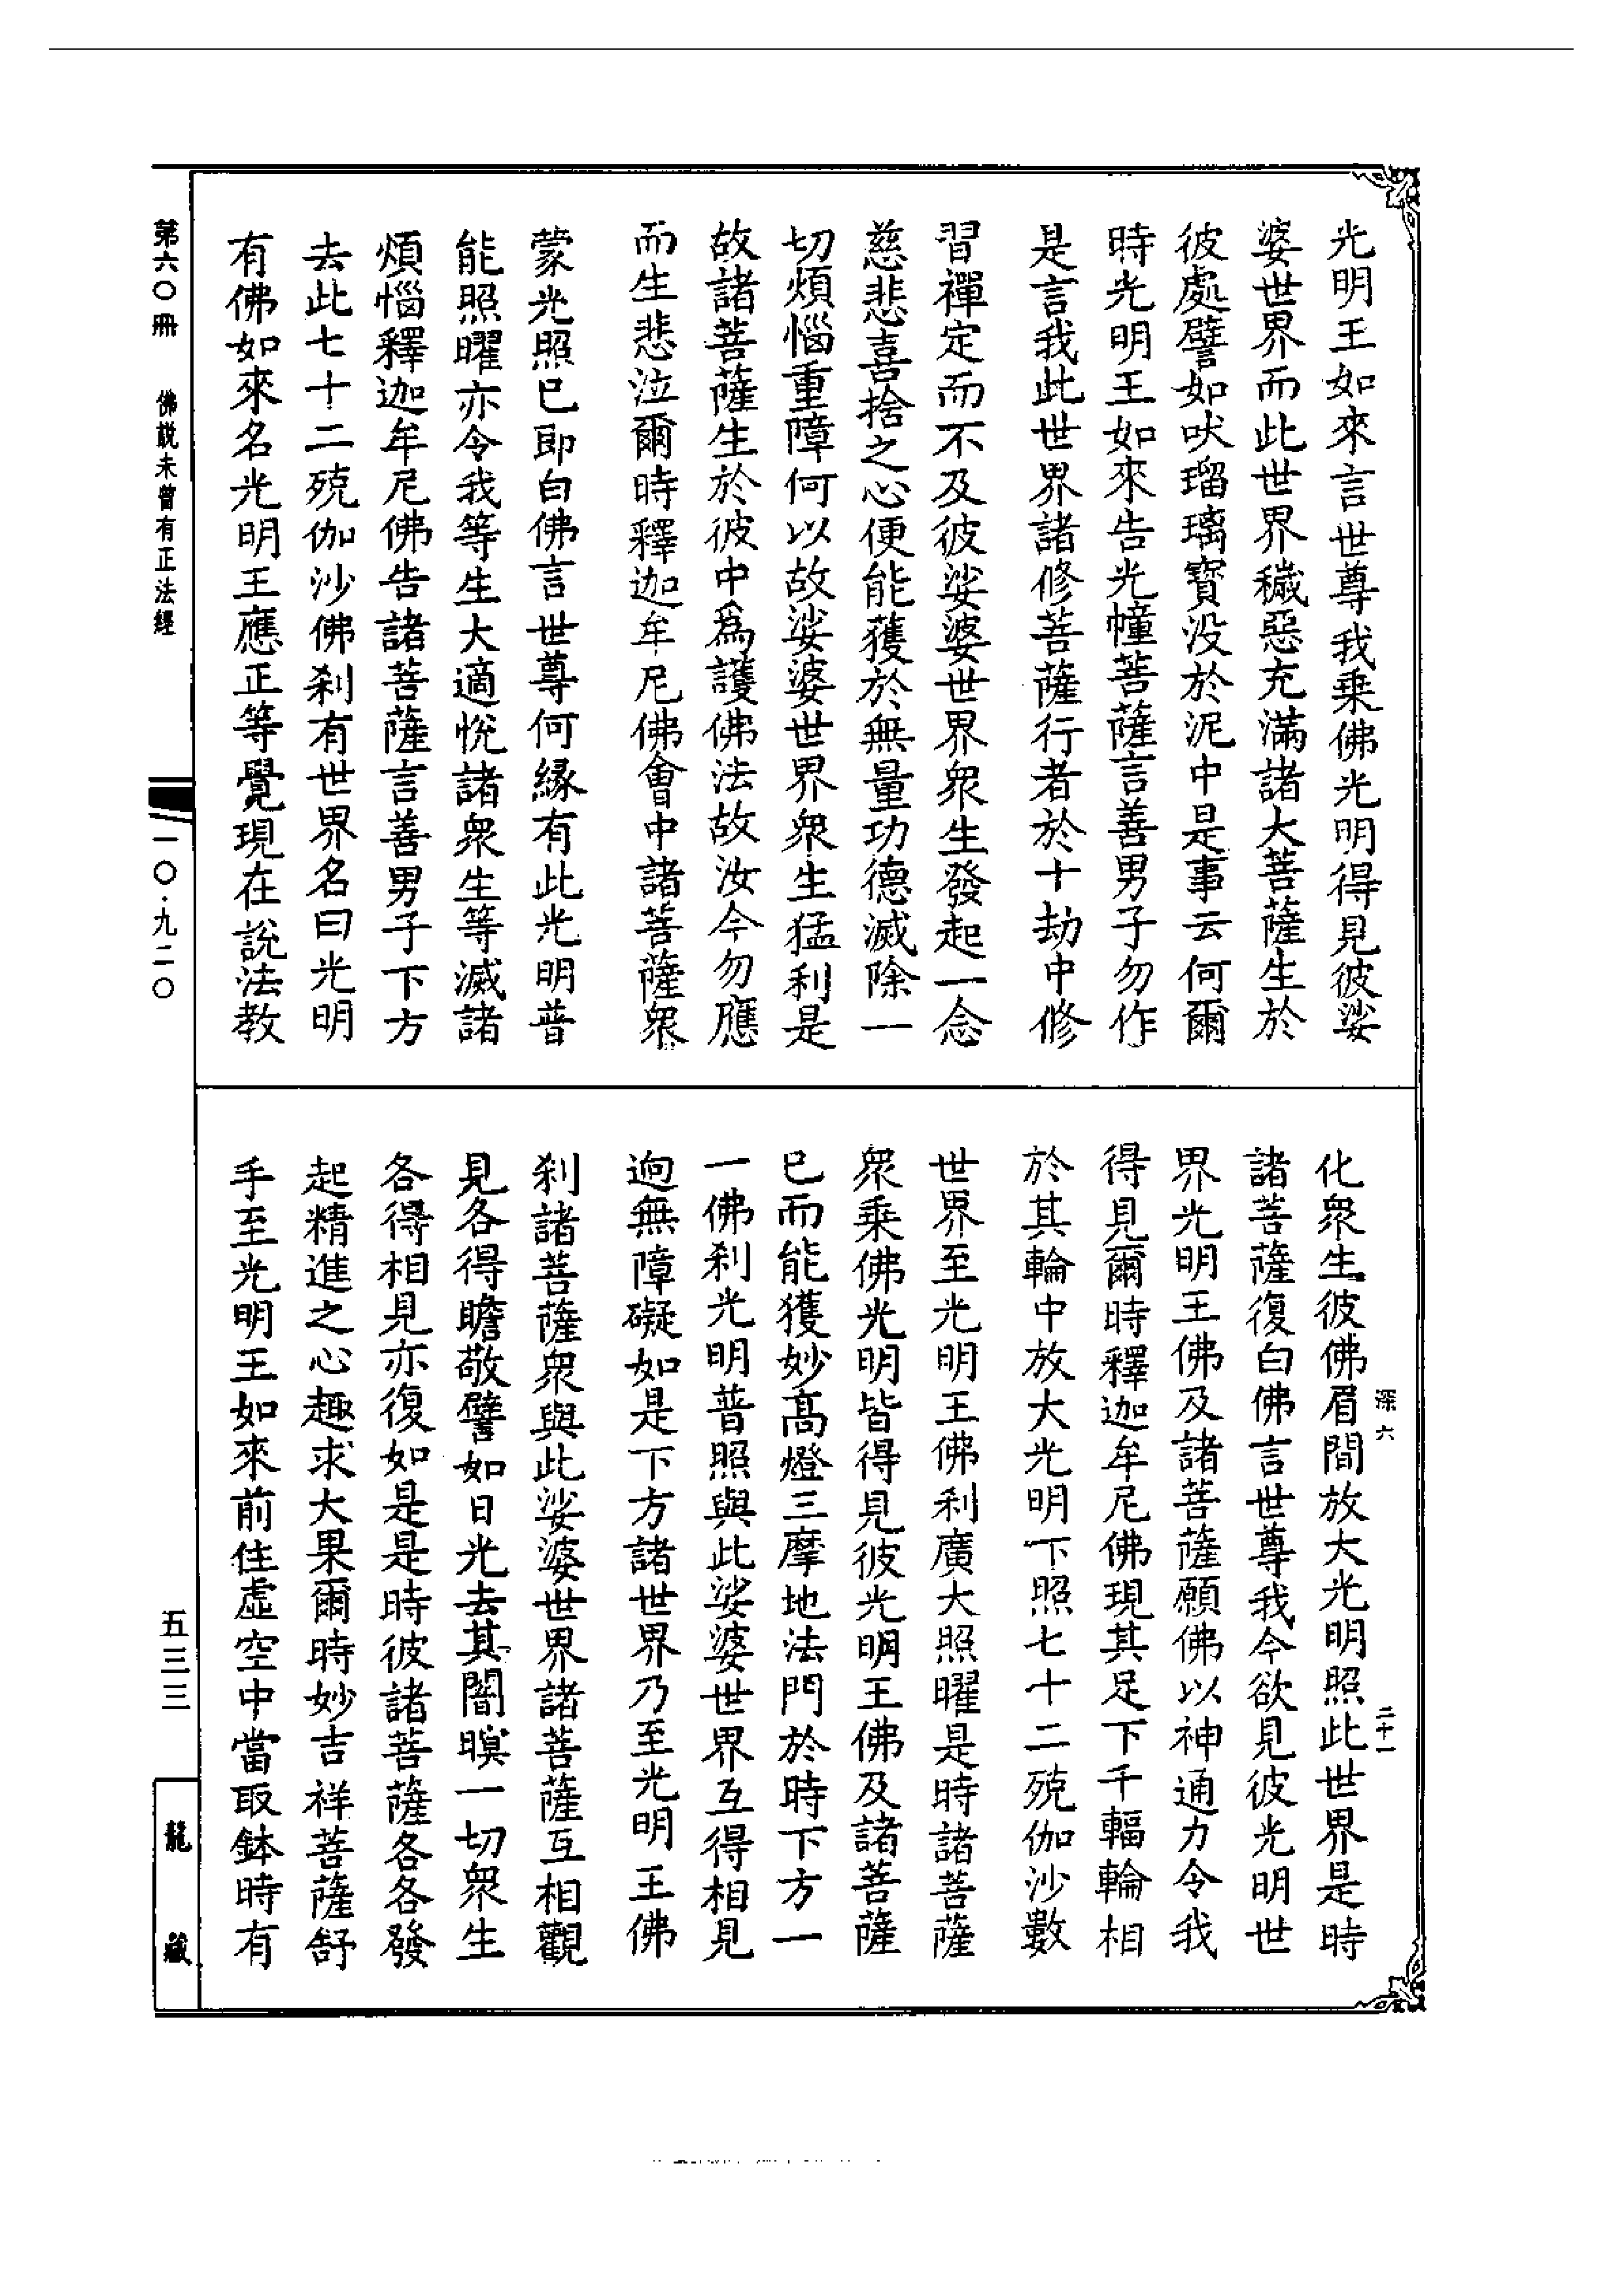 光明王如來言世尊我乘佛光明得見彼娑
婆世界而此世界穢惡充滿諸大菩薩生於
彼處譬如吠瑠璃寶没於泥中是事云何爾
時光明王如來告光幢菩薩言善男子勿作
是言我此世界諸修菩薩行者於十劫中修
習禪定而不及彼娑婆世界衆生發起一念
慈悲喜捨之心便能獲於無量功德滅除一
切煩惱重障何以故娑婆世界衆生猛利是
故諸菩薩生於彼中爲護佛法故汝今勿應
而生悲泣爾時釋迦牟尼佛會中諸菩薩衆
蒙光照已即白佛言世尊何緣有此光明普
能照曜亦令我等生大適悅諸衆生等滅諸
煩惱釋迦牟尼佛告諸菩薩言善男子下方
去此七十二殑伽沙佛刹有世界名曰光明
有佛如來名光明王應正等覺現在說法教
化衆生彼佛眉間放大光明照此世界是時
諸菩薩復白佛言世尊我今欲見彼光明世
界光明王佛及諸菩薩願佛以神通力令我
得見爾時釋迦牟尼佛現其足下千輻輪相
於其輪中放大光明下照七十二殑伽沙數
世界至光明王佛刹廣大照曜是時諸菩薩
衆乘佛光明皆得見彼光明王佛及諸菩薩
已而能獲妙高燈三摩地法門於時下方一
一佛刹光明普照與此娑婆世界互得相見
逈無障礙如是下方諸世界乃至光明王佛
刹諸菩薩衆與此娑婆世界諸菩薩互相觀
見各得瞻敬譬如日光去其闇暝一切衆生
各得相見亦復如是是時彼諸菩薩各各發
起精進之心趣求大果爾時妙吉祥菩薩舒
手至光明王如來前住虛空中當取鉢時有
深六
二十一
第六〇冊 佛說未曾有正法經
一〇·九二〇
五三三
龍藏